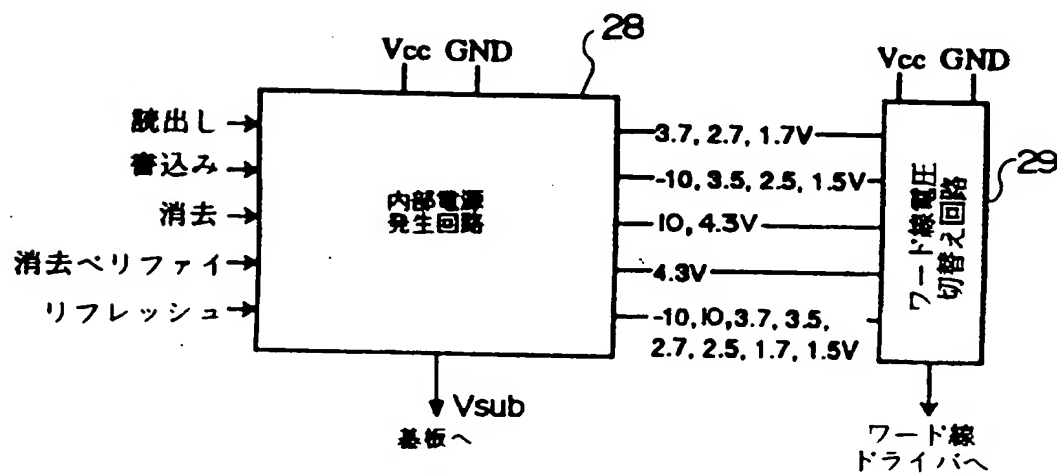 28
Vcc GND
Vcc GND
読出し
書込み
消去
消去ベリファイ
リフレッシュ
内部電源
発生回路
3.7, 2.7, 1.7V
-10, 3.5, 2.5, 1.5V
10, 4.3V
4.3V
-10, 10, 3.7, 3.5,
2.7, 2.5, 1.7, 1.5V
29
ワード線電圧
切替え回路
Vsub
基板へ
ワード線
ドライバへ